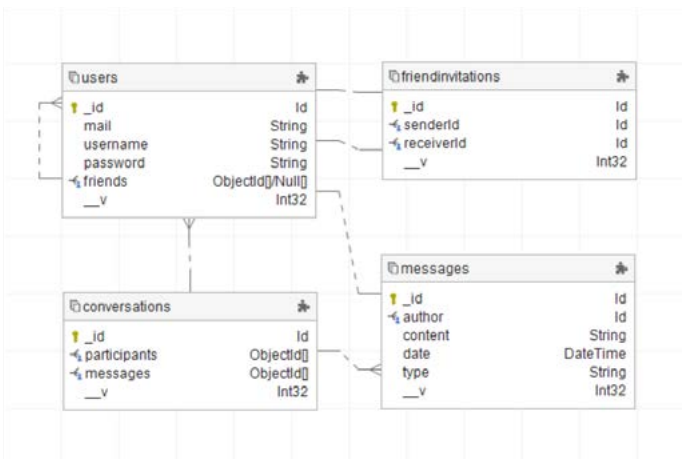 users
_id Id
mail String
username String
password String
friends ObjectId[]/Null[]
__v Int32
friendinvitations
_id Id
senderId Id
receiverId Id
__v Int32
conversations
_id Id
participants ObjectId[]
messages ObjectId[]
__v Int32
messages
_id Id
author Id
content String
date DateTime
type String
__v Int32